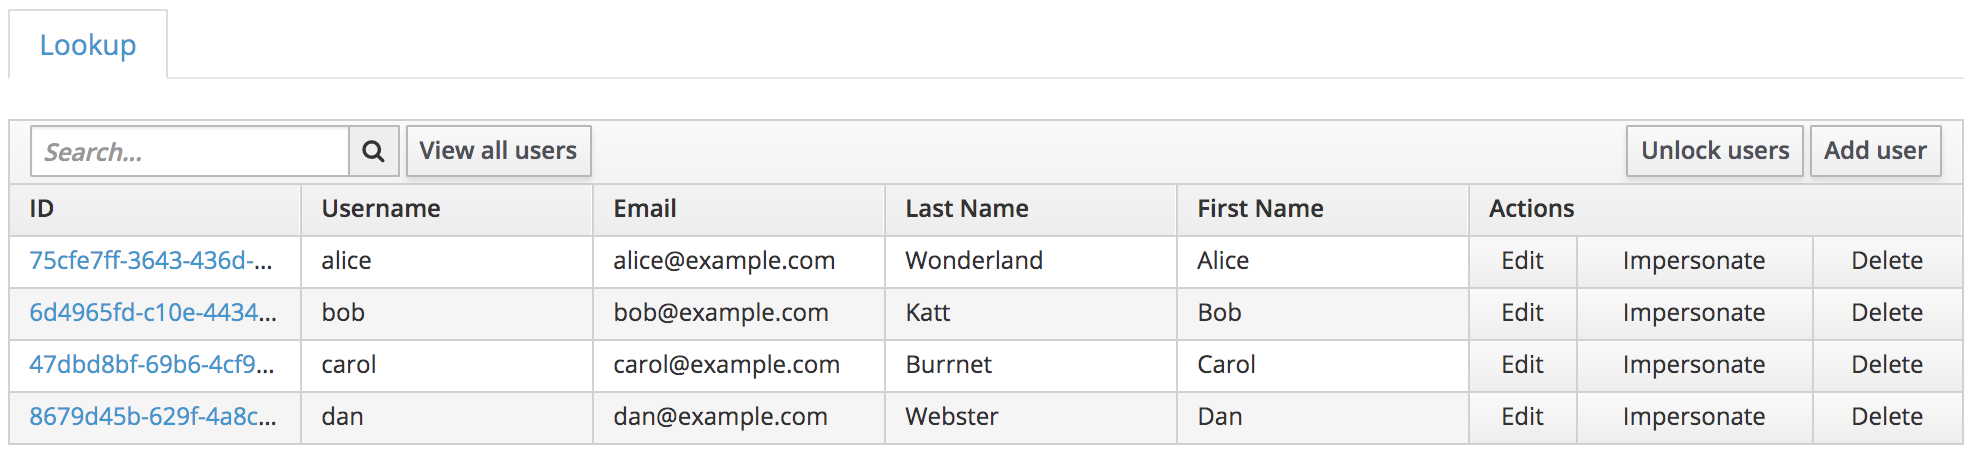 Lookup
Search... View all users Unlock users Add user
ID Username Email Last Name First Name Actions
75cfe7ff-3643-436d-... alice alice@example.com Wonderland Alice Edit Impersonate Delete
6d4965fd-c10e-4434... bob bob@example.com Katt Bob Edit Impersonate Delete
47dbd8bf-69b6-4cf9... carol carol@example.com Burrnet Carol Edit Impersonate Delete
8679d45b-629f-4a8c... dan dan@example.com Webster Dan Edit Impersonate Delete